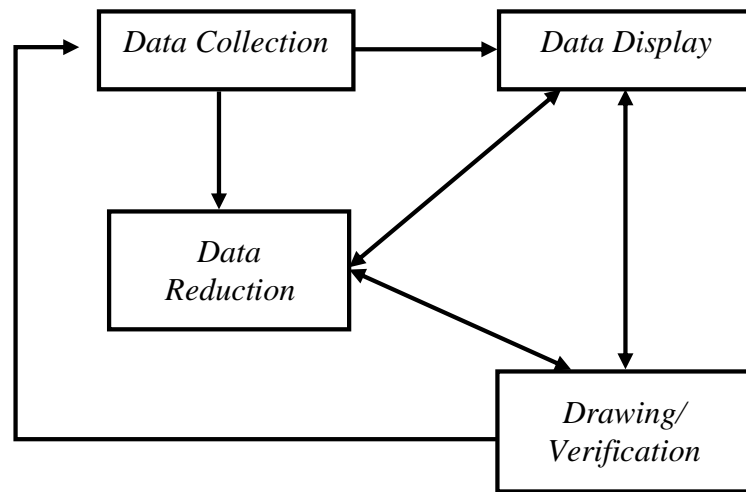 Data Collection
Data Display
Data
Reduction
Drawing/
Verification